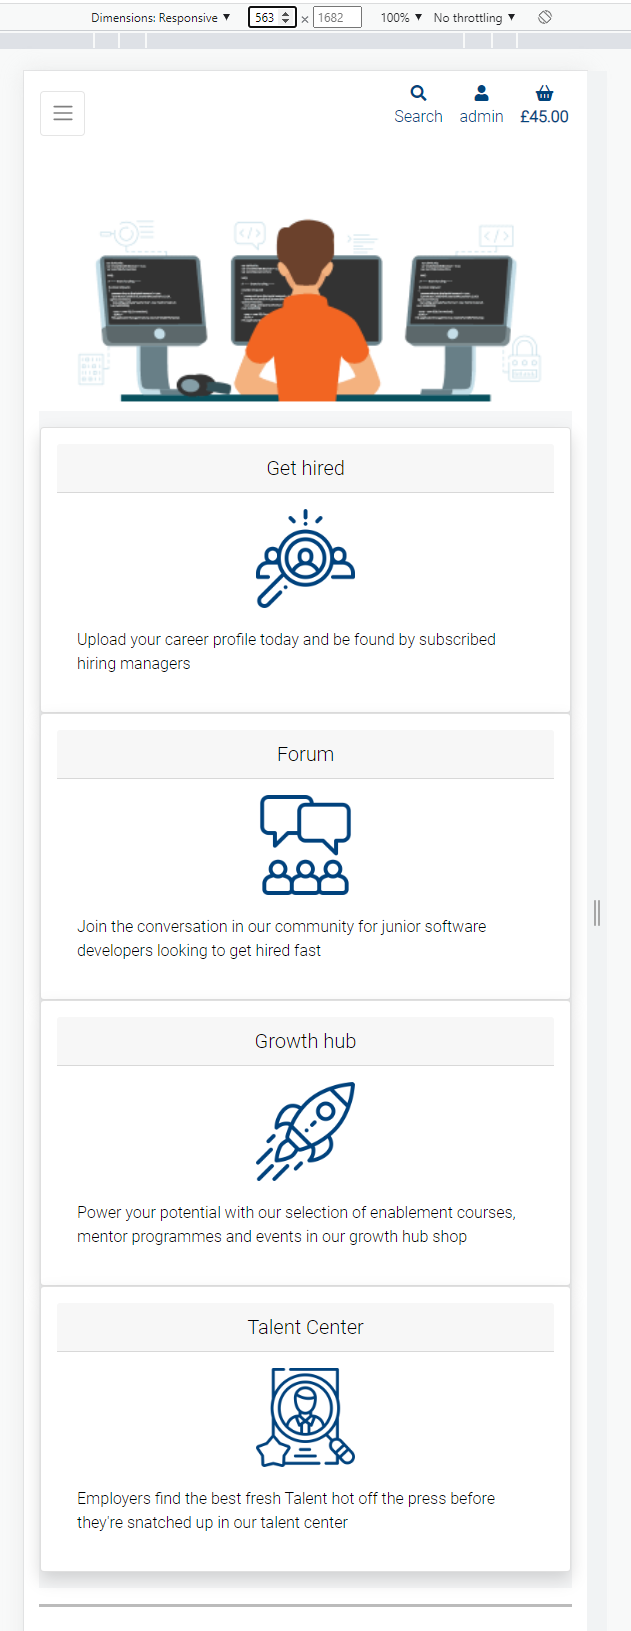 Dimensions: Responsive ▼ 563 × 1682 100% ▼ No throttling ▼
Search admin £45.00
Get hired
Upload your career profile today and be found by subscribed
hiring managers
Forum
Join the conversation in our community for junior software
developers looking to get hired fast
Growth hub
Power your potential with our selection of enablement courses,
mentor programmes and events in our growth hub shop
Talent Center
Employers find the best fresh Talent hot off the press before
they're snatched up in our talent center